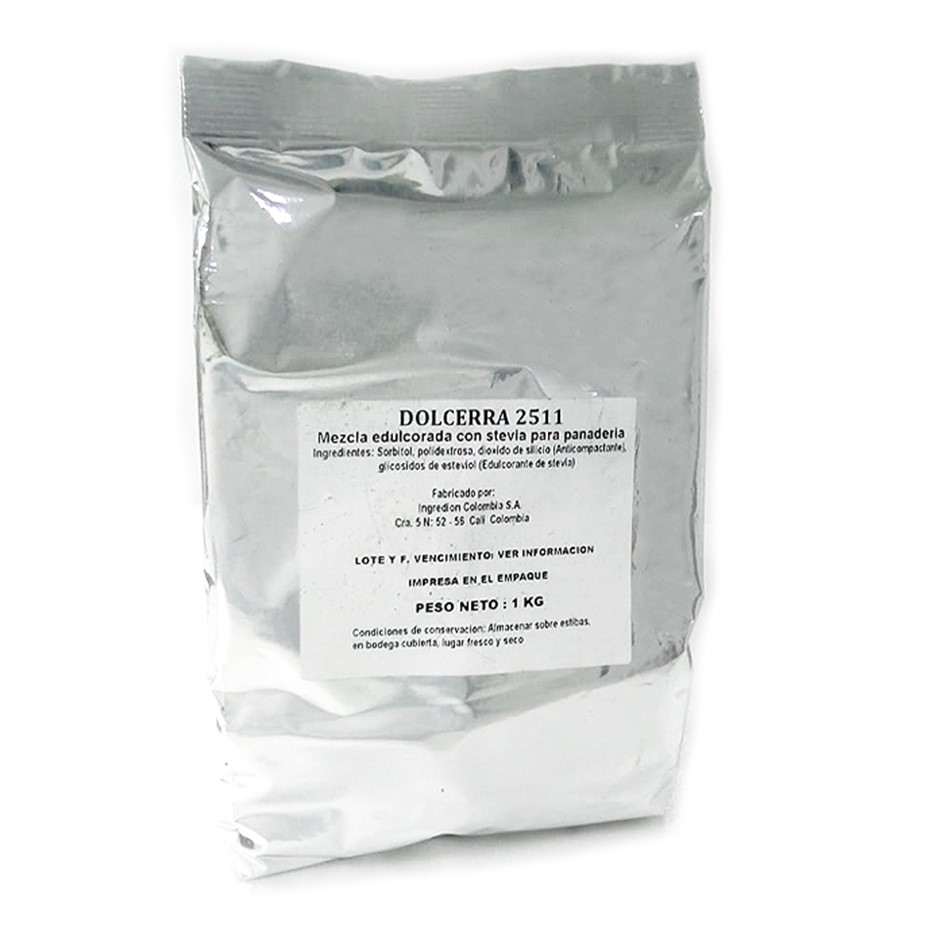 DOLCERRA 2511
Mezcla edulcorada con stevia para panaderia
Ingredientes: Sorbitol, polidextrosa, dioxido de silicio (Anticompactante),
glicosidos de esteviol (Edulcorante de stevia)
Fabricado por:
Ingredion Colombia S.A.
Cra. 5 N: 52 - 56 Cali Colombia
LOTE Y F. VENCIMIENTO: VER INFORMACION
IMPRESA EN EL EMPAQUE
PESO NETO : 1 KG
Condiciones de conservacion: Almacenar sobre estibas,
en bodega cubierta, lugar fresco y seco